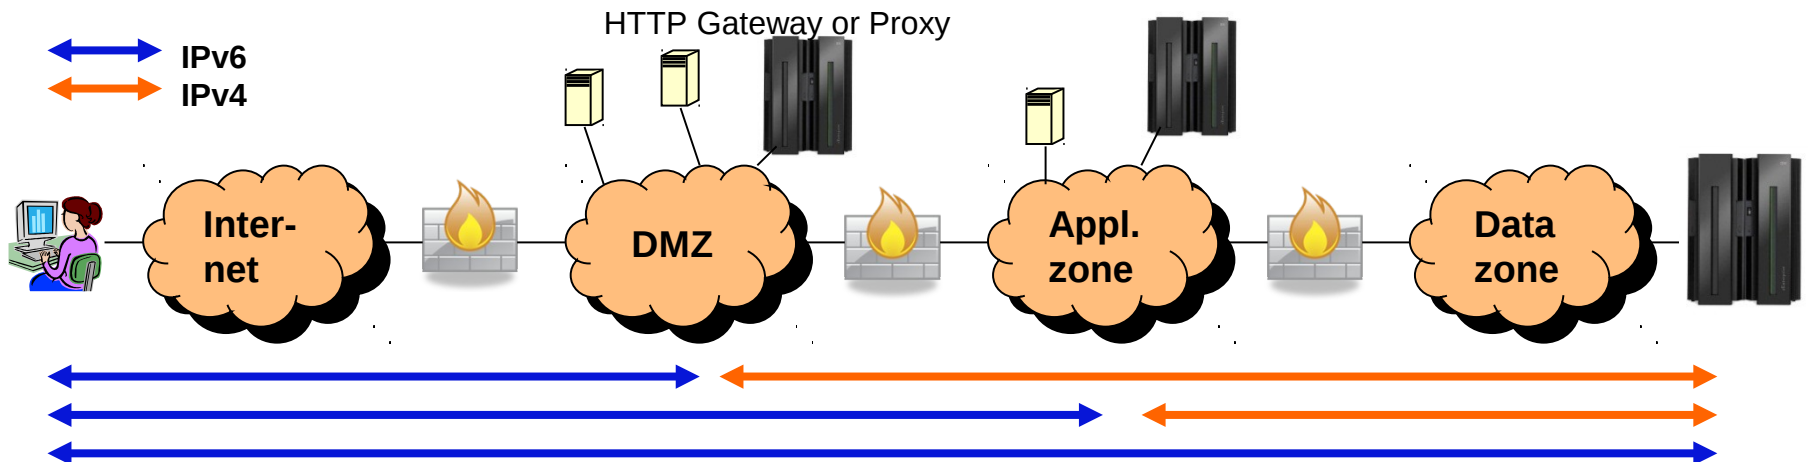 HTTP Gateway or Proxy
IPv6
IPv4
Inter-
net
DMZ
Appl.
zone
Data
zone